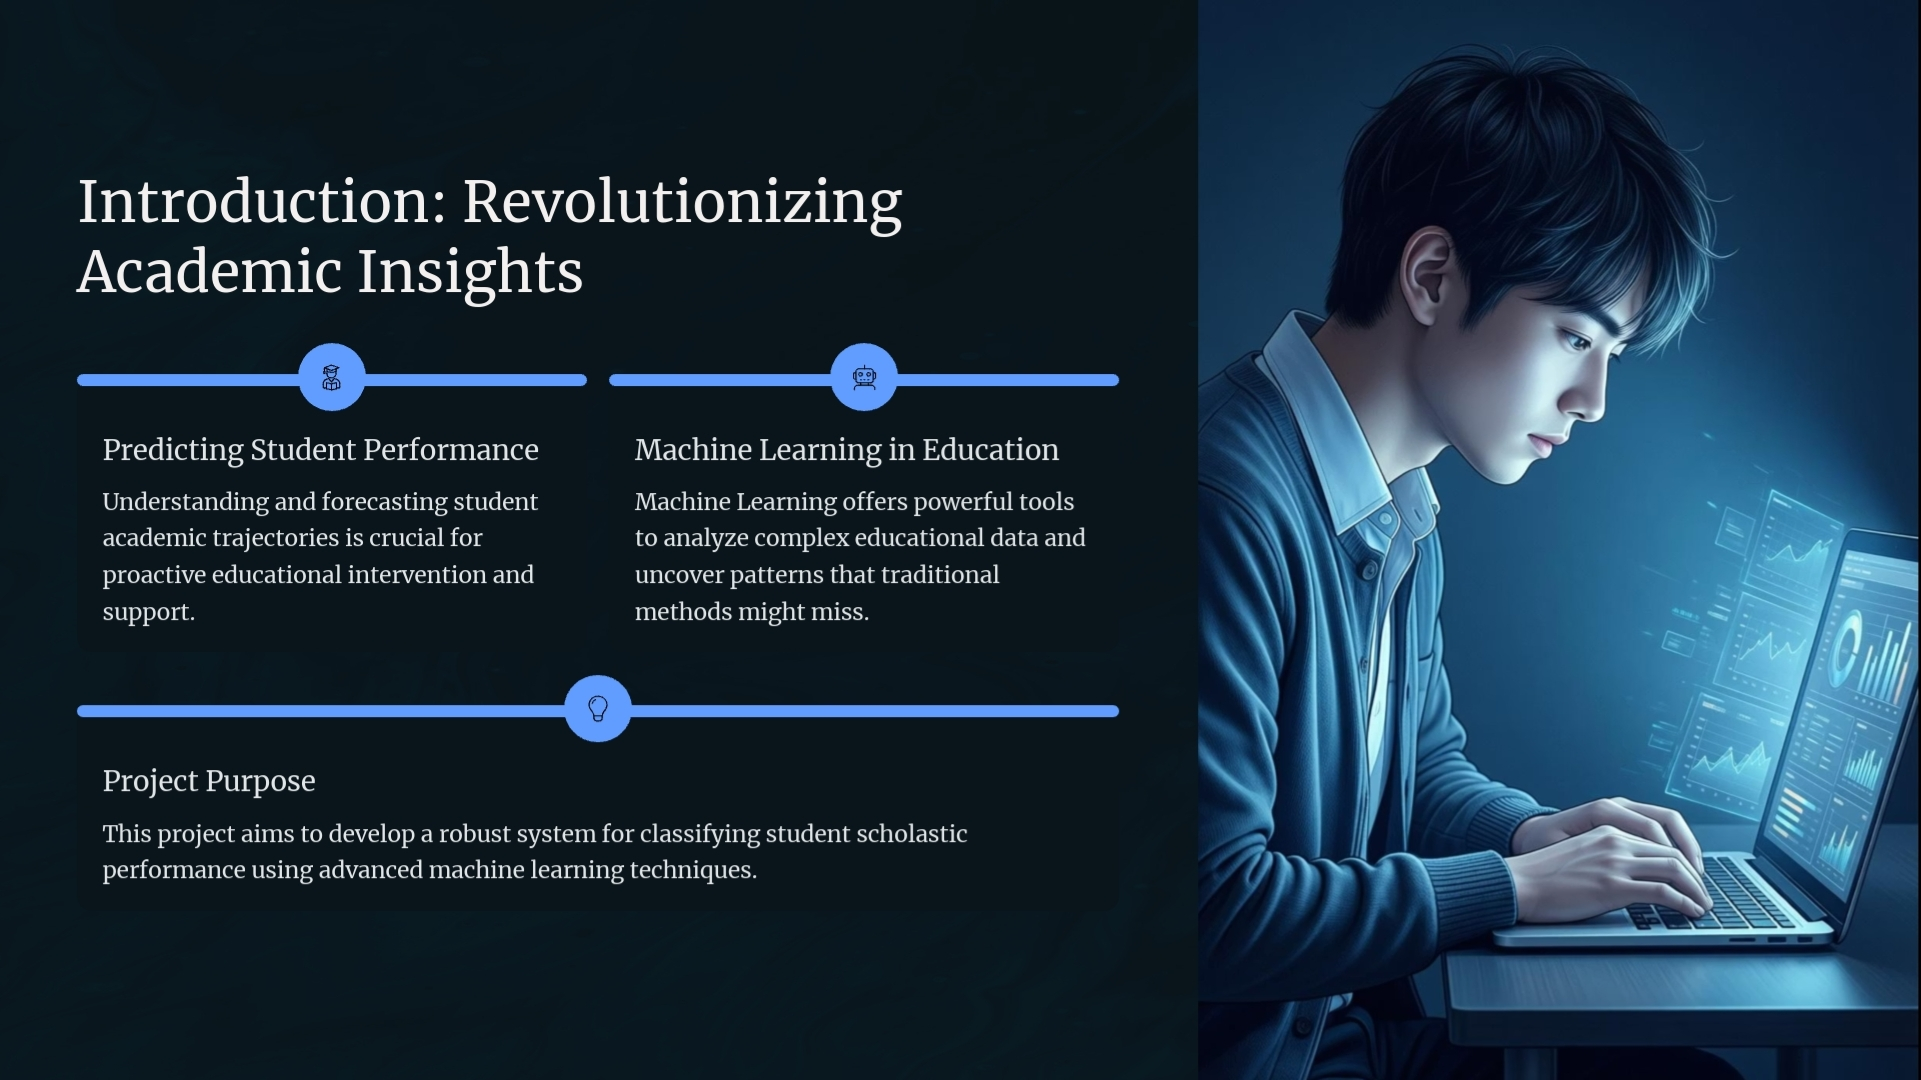 Introduction: Revolutionizing
Academic Insights
Predicting Student Performance
Understanding and forecasting student
academic trajectories is crucial for
proactive educational intervention and
support.
Machine Learning in Education
Machine Learning offers powerful tools
to analyze complex educational data and
uncover patterns that traditional
methods might miss.
Project Purpose
This project aims to develop a robust system for classifying student scholastic
performance using advanced machine learning techniques.